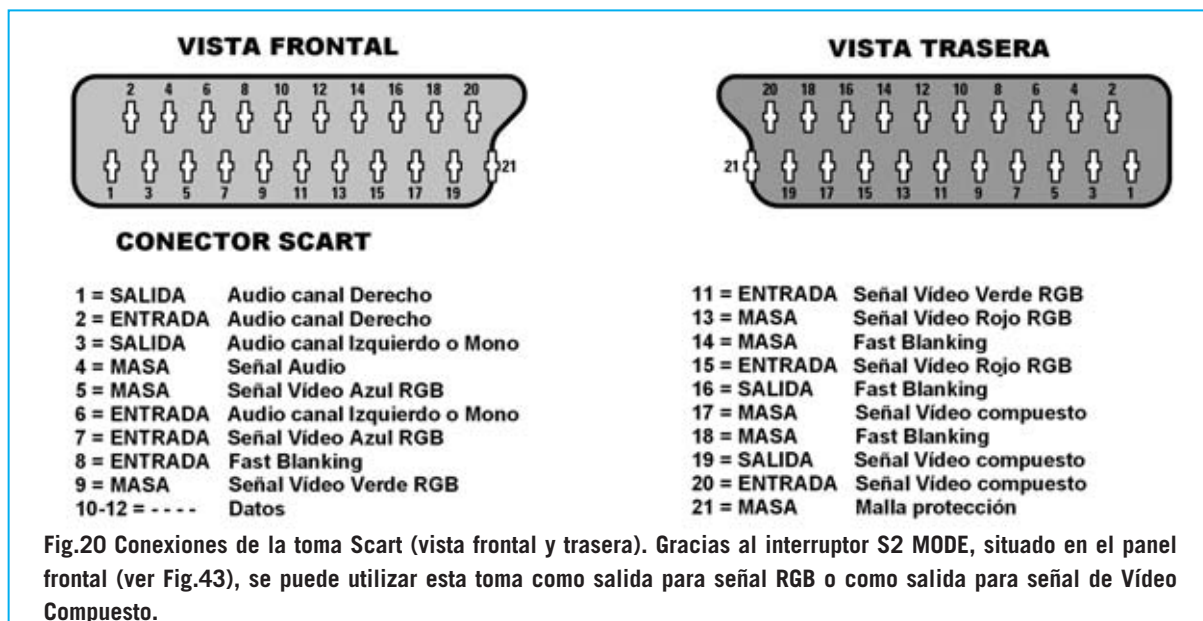 VISTA FRONTAL
2 4 6 8 10 12 14 16 18 20
21
1 3 5 7 9 11 13 15 17 19
VISTA TRASERA
20 18 16 14 12 10 8 6 4 2
21
19 17 15 13 11 9 7 5 3 1
CONECTOR SCART
1 = SALIDA Audio canal Derecho
2 = ENTRADA Audio canal Derecho
3 = SALIDA Audio canal Izquierdo o Mono
4 = MASA Señal Audio
5 = MASA Señal Vídeo Azul RGB
6 = ENTRADA Audio canal Izquierdo o Mono
7 = ENTRADA Señal Vídeo Azul RGB
8 = ENTRADA Fast Blanking
9 = MASA Señal Vídeo Verde RGB
10-12 = - - - - Datos
11 = ENTRADA Señal Vídeo Verde RGB
13 = MASA Señal Vídeo Rojo RGB
14 = MASA Fast Blanking
15 = ENTRADA Señal Vídeo Rojo RGB
16 = SALIDA Fast Blanking
17 = MASA Señal Vídeo compuesto
18 = MASA Fast Blanking
19 = SALIDA Señal Vídeo compuesto
20 = ENTRADA Señal Vídeo compuesto
21 = MASA Malla protección
Fig.20 Conexiones de la toma Scart (vista frontal y trasera). Gracias al interruptor S2 MODE, situado en el panel
frontal (ver Fig.43), se puede utilizar esta toma como salida para señal RGB o como salida para señal de Vídeo
Compuesto.